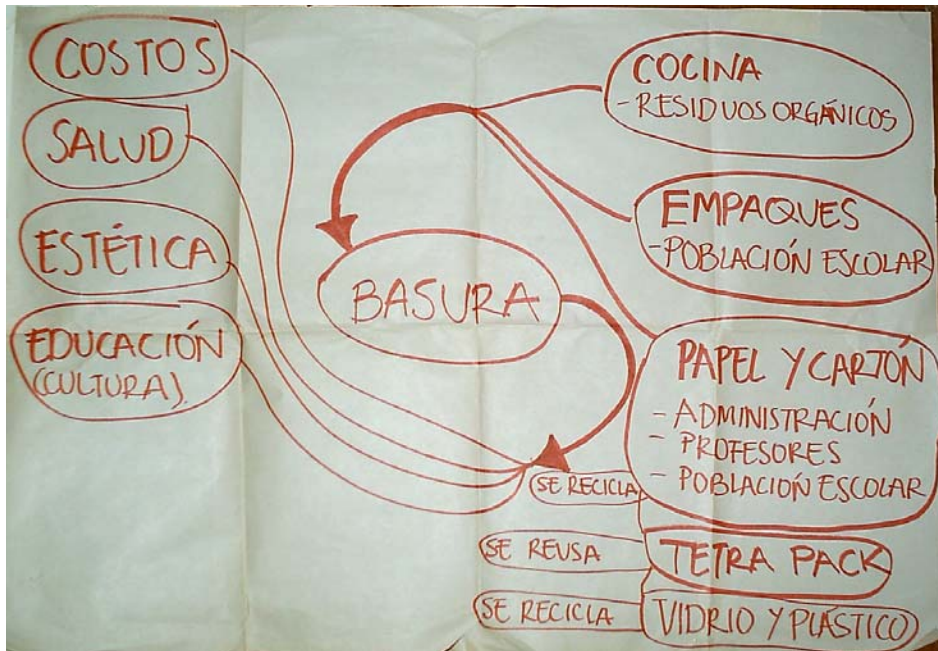 COSTOS
SALUD
ESTÉTICA
EDUCACIÓN
(CULTURA).
BASURA
COCINA
- RESIDUOS ORGÁNICOS
EMPAQUES
- POBLACIÓN ESCOLAR
PAPEL Y CARTÓN
- ADMINISTRACIÓN
- PROFESORES
- POBLACIÓN ESCOLAR
SE RECICLA
SE REUSA
TETRA PACK
SE RECICLA
VIDRIO Y PLÁSTICO